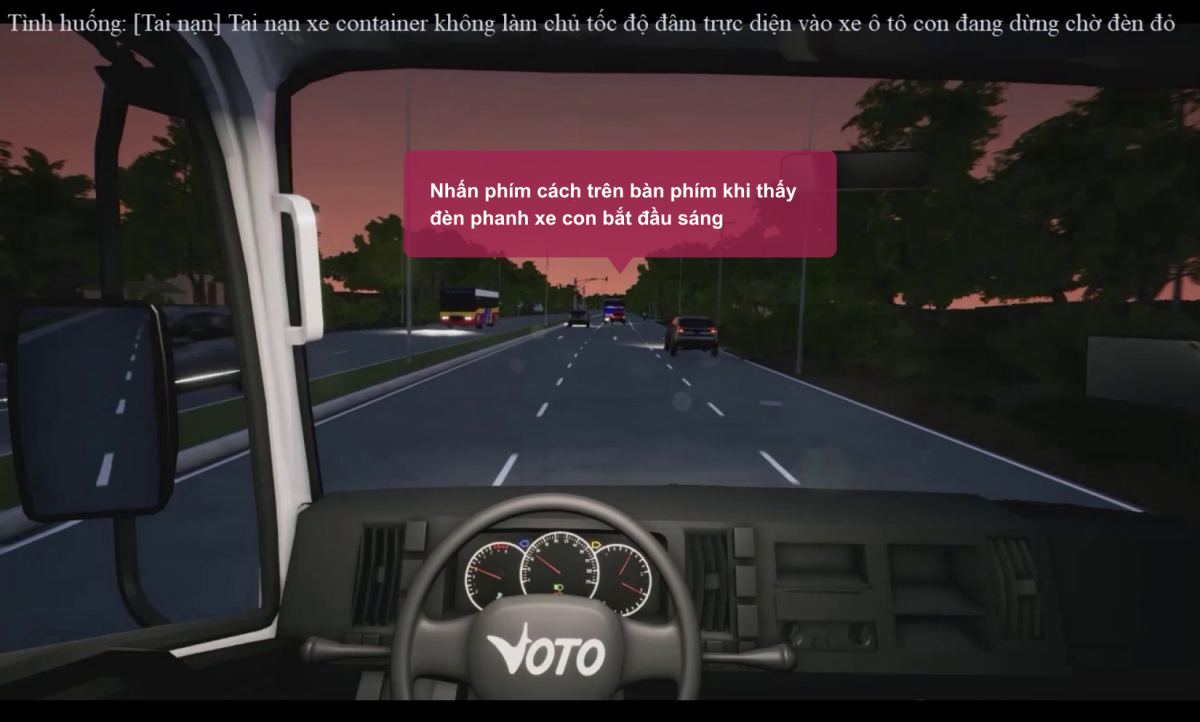 Tình huống: [Tai nạn] Tai nạn xe container không làm chủ tốc độ đâm trực diện vào xe ô tô con đang dừng chờ đèn đỏ
Nhấn phím cách trên bàn phím khi thấy
đèn phanh xe con bắt đầu sáng
VOTO